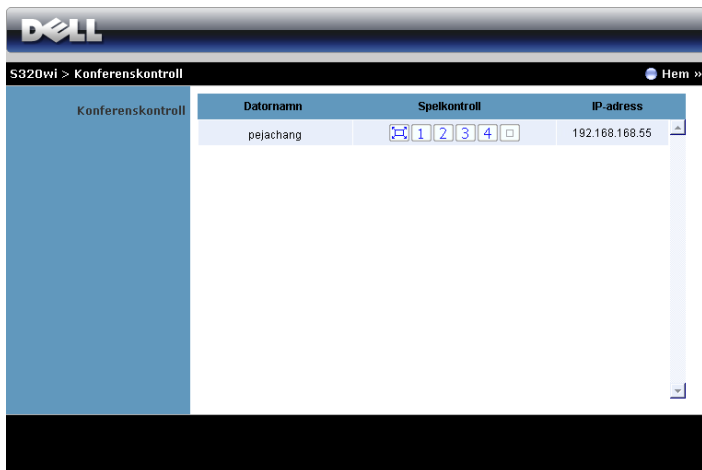 DELL
S320wi > Konferenskontroll
Hem »
Konferenskontroll
Datornamn Spelkontroll IP-adress
pejachang 1 2 3 4 192.168.168.55